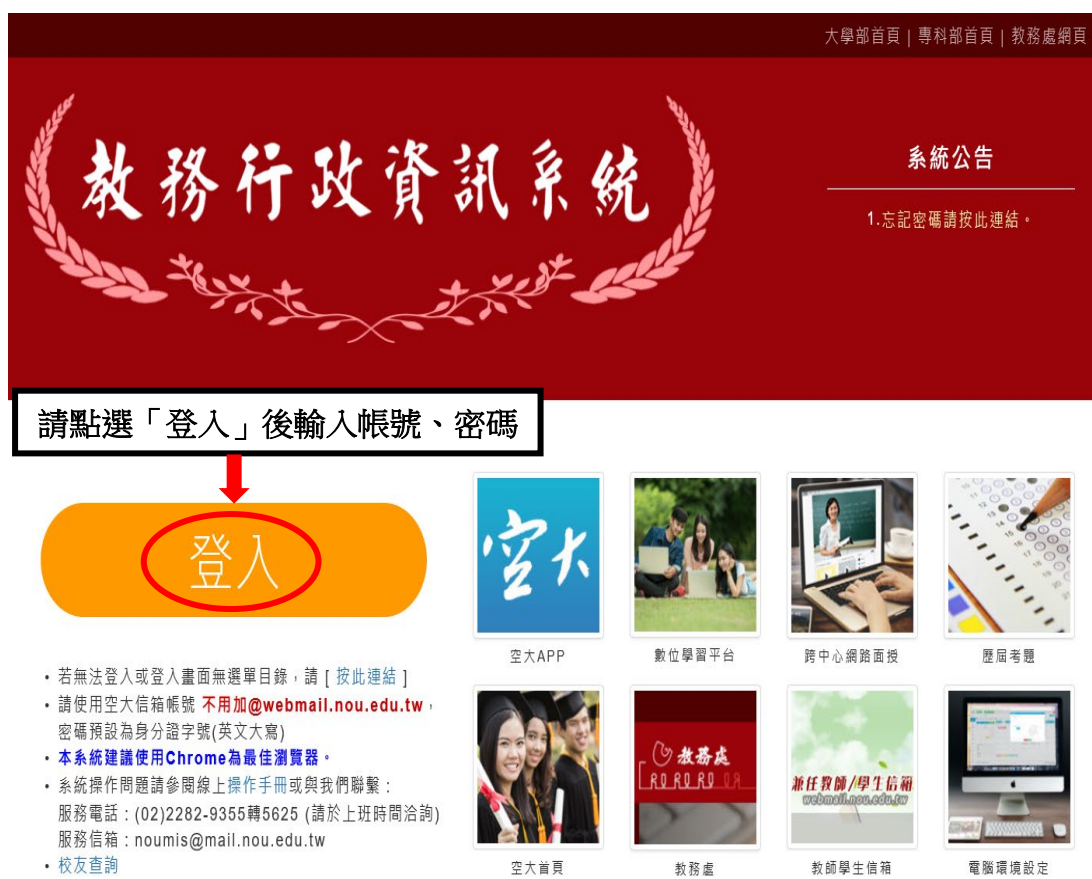 大學部首頁 | 專科部首頁 | 教務處網頁
教務行政資訊系統
系統公告
1.忘記密碼請按此連結。
請點選「登入」後輸入帳號、密碼
登入
• 若無法登入或登入畫面無選單目錄，請 [ 按此連結 ]
• 請使用空大信箱帳號 不用加@webmail.nou.edu.tw，
密碼預設為身分證字號(英文大寫)
• 本系統建議使用Chrome為最佳瀏覽器。
• 系統操作問題請參閱線上操作手冊或與我們聯繫：
服務電話：(02)2282-9355轉5625 (請於上班時間洽詢)
服務信箱：noumis@mail.nou.edu.tw
• 校友查詢
空大
空大APP
數位學習平台
跨中心網路面授
歷屆考題
教務處
兼任教師/學生信箱
webmail.nou.edu.tw
空大首頁
教務處
教師學生信箱
電腦環境設定